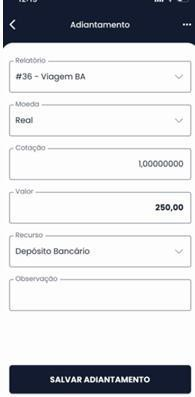 Adiantamento
Relatório
#36 - Viagem BA
Moeda
Real
Cotação
1,00000000
Valor
250,00
Recurso
Depósito Bancário
Observação
SALVAR ADIANTAMENTO